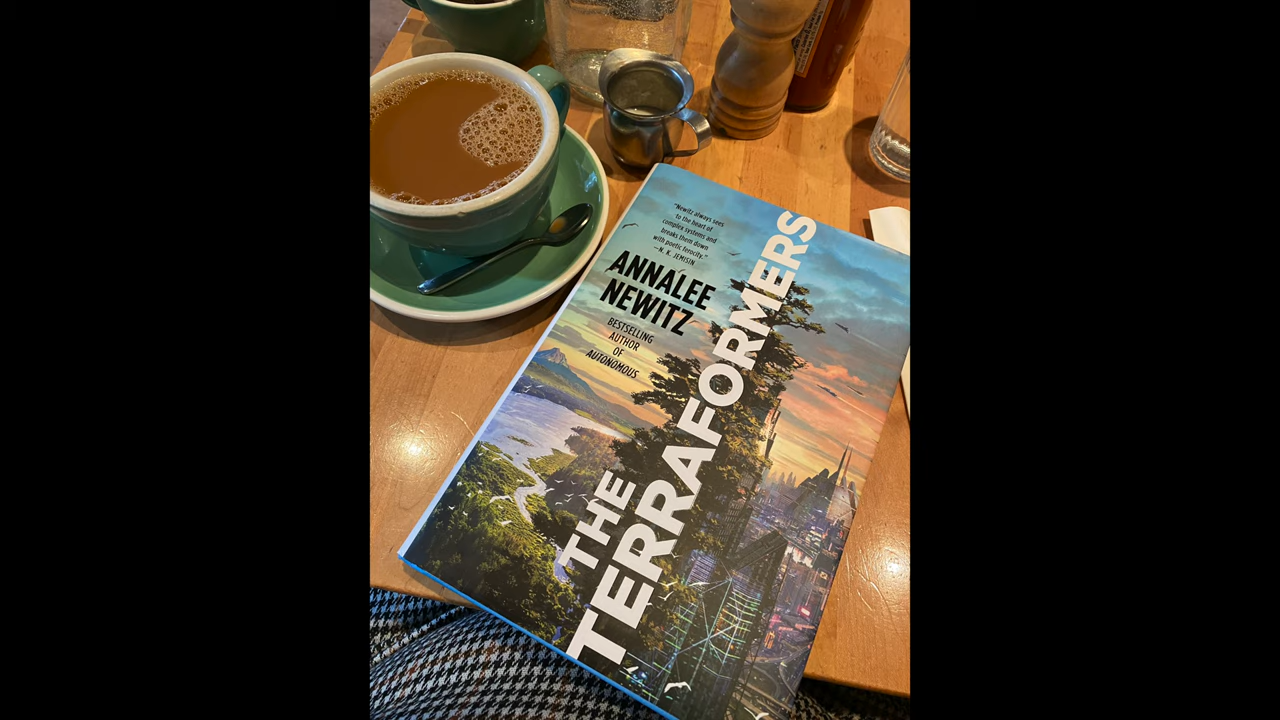 "Newitz always sees
to the heart of
complex systems and
breaks them down
with poetic ferocity."
—N. K. JEMISIN
ANNALEE
NEWITZ
BESTSELLING
AUTHOR
OF
AUTONOMOUS
THE
TERRAFORMERS